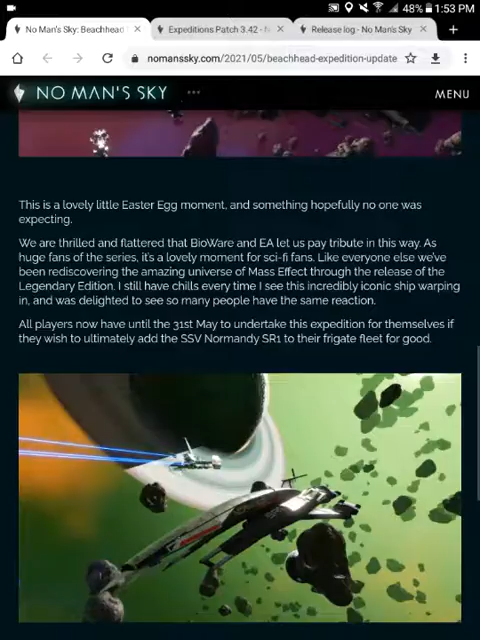 48% 1:53 PM
No Man's Sky: Beachhead
Expeditions Patch 3.42 - N
Release log - No Man's Sky
nomanssky.com/2021/05/beachhead-expedition-update
NO MAN'S SKY
MENU
This is a lovely little Easter Egg moment, and something hopefully no one was
expecting.
We are thrilled and flattered that BioWare and EA let us pay tribute in this way. As
huge fans of the series, it's a lovely moment for sci-fi fans. Like everyone else we've
been rediscovering the amazing universe of Mass Effect through the release of the
Legendary Edition. I still have chills every time I see this incredibly iconic ship warping
in, and was delighted to see so many people have the same reaction.
All players now have until the 31st May to undertake this expedition for themselves if
they wish to ultimately add the SSV Normandy SR1 to their frigate fleet for good.